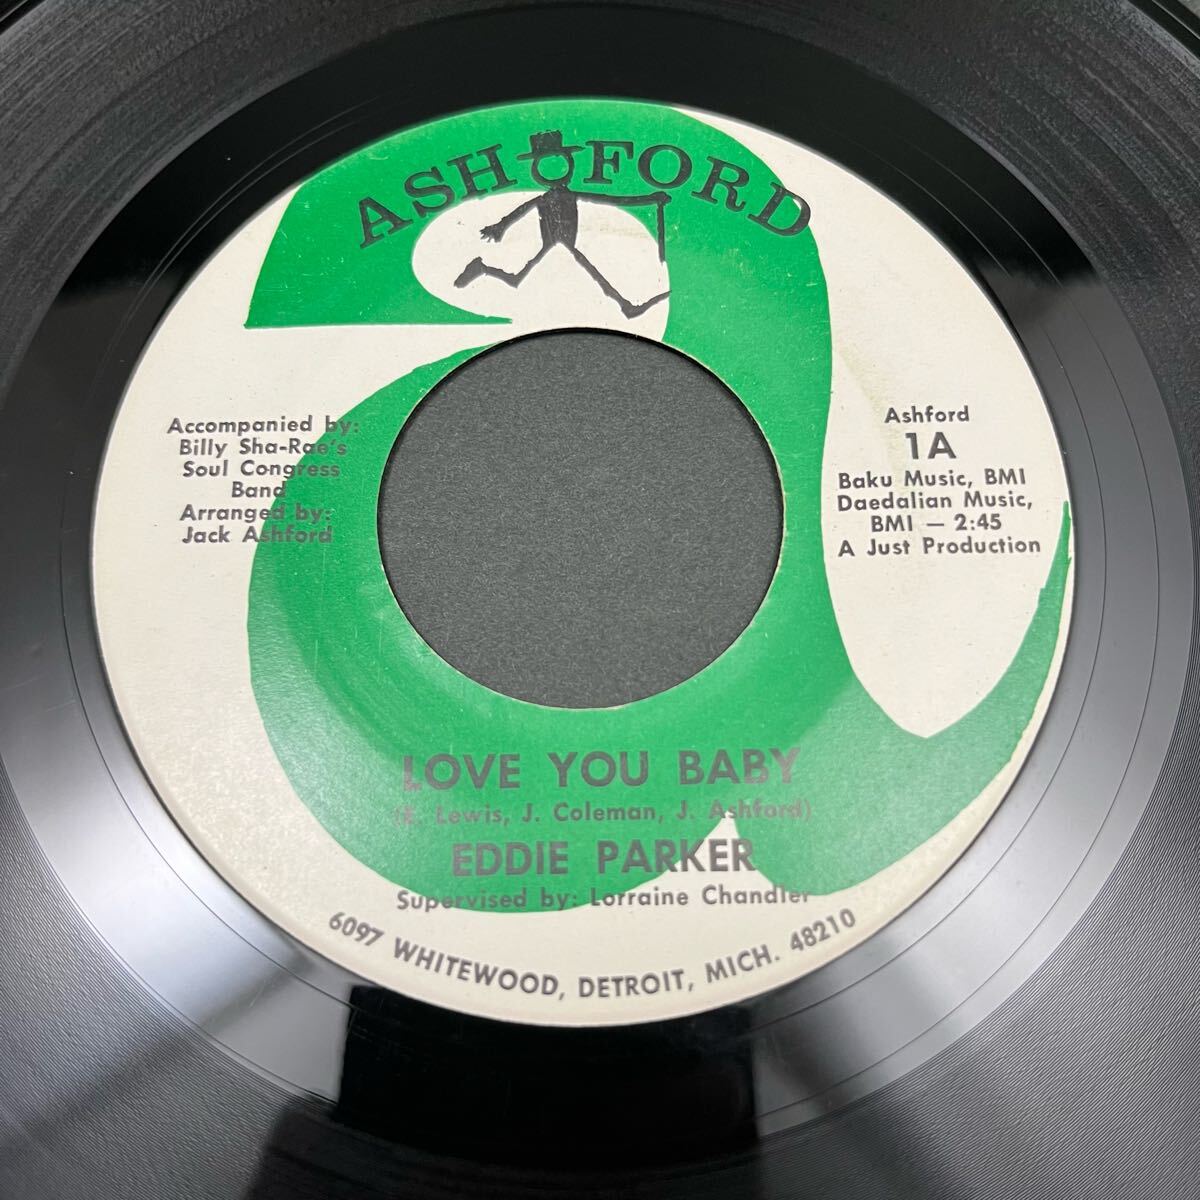 ASHFORD
Accompanied by:
Billy Sha-Rae's
Soul Congress
Band
Arranged by:
Jack Ashford
Ashford
1A
Baku Music, BMI
Daedalian Music,
BMI — 2:45
A Just Production
LOVE YOU BABY
(E. Lewis, J. Coleman, J. Ashford)
EDDIE PARKER
Supervised by: Lorraine Chandler
6097 WHITEWOOD, DETROIT, MICH. 48210